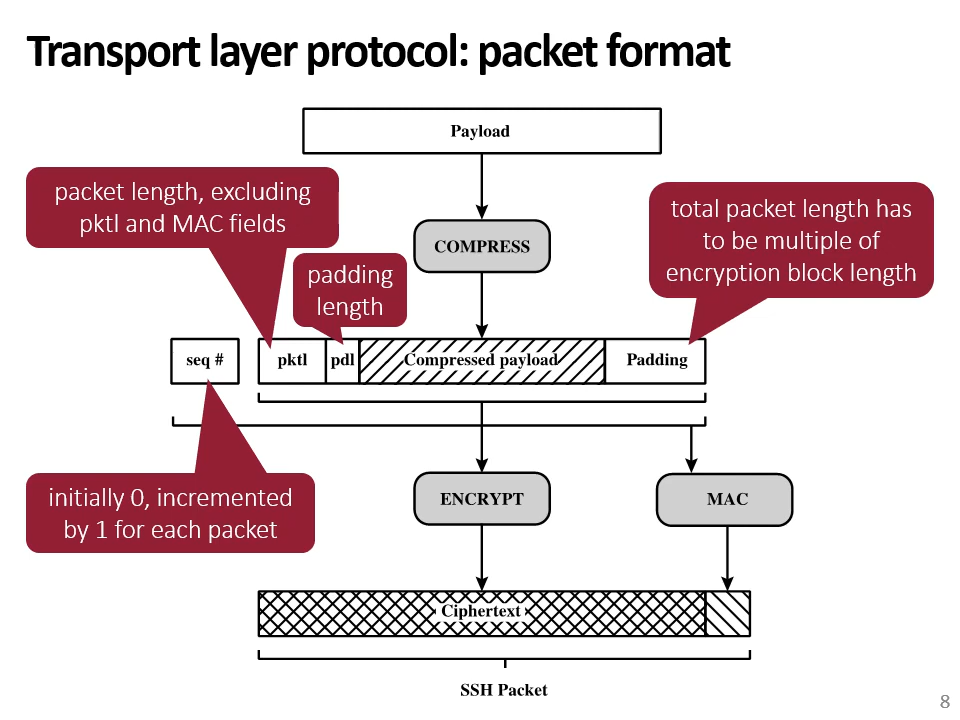 Transport layer protocol: packet format
Payload
packet length, excluding
pktl and MAC fields
total packet length has
to be multiple of
encryption block length
COMPRESS
padding
length
seq #
pktl
pdl
Compressed payload
Padding
initially 0, incremented
by 1 for each packet
ENCRYPT
MAC
Ciphertext
SSH Packet
8